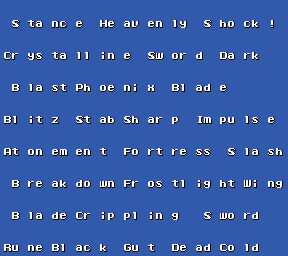 Stance Heavenly Shock!
Crystalline Sword Dark
Blast Phoenix Blade
Blitz Stab Sharp Impulse
Atonement Fortress Slash
Breakdown Frostlight Wing
Blade Crippling Sword
Rune Black Gut Dead Cold